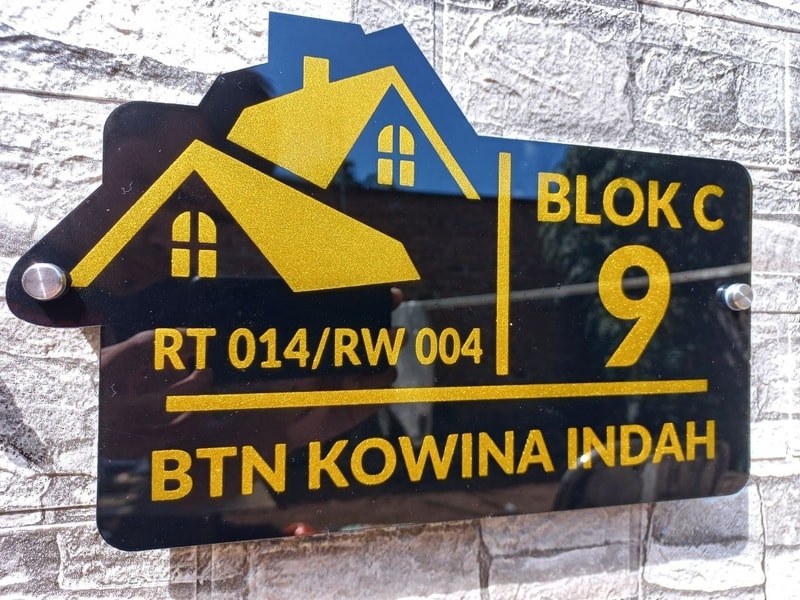 BLOK C
9
RT 014/RW 004
BTN KOWINA INDAH